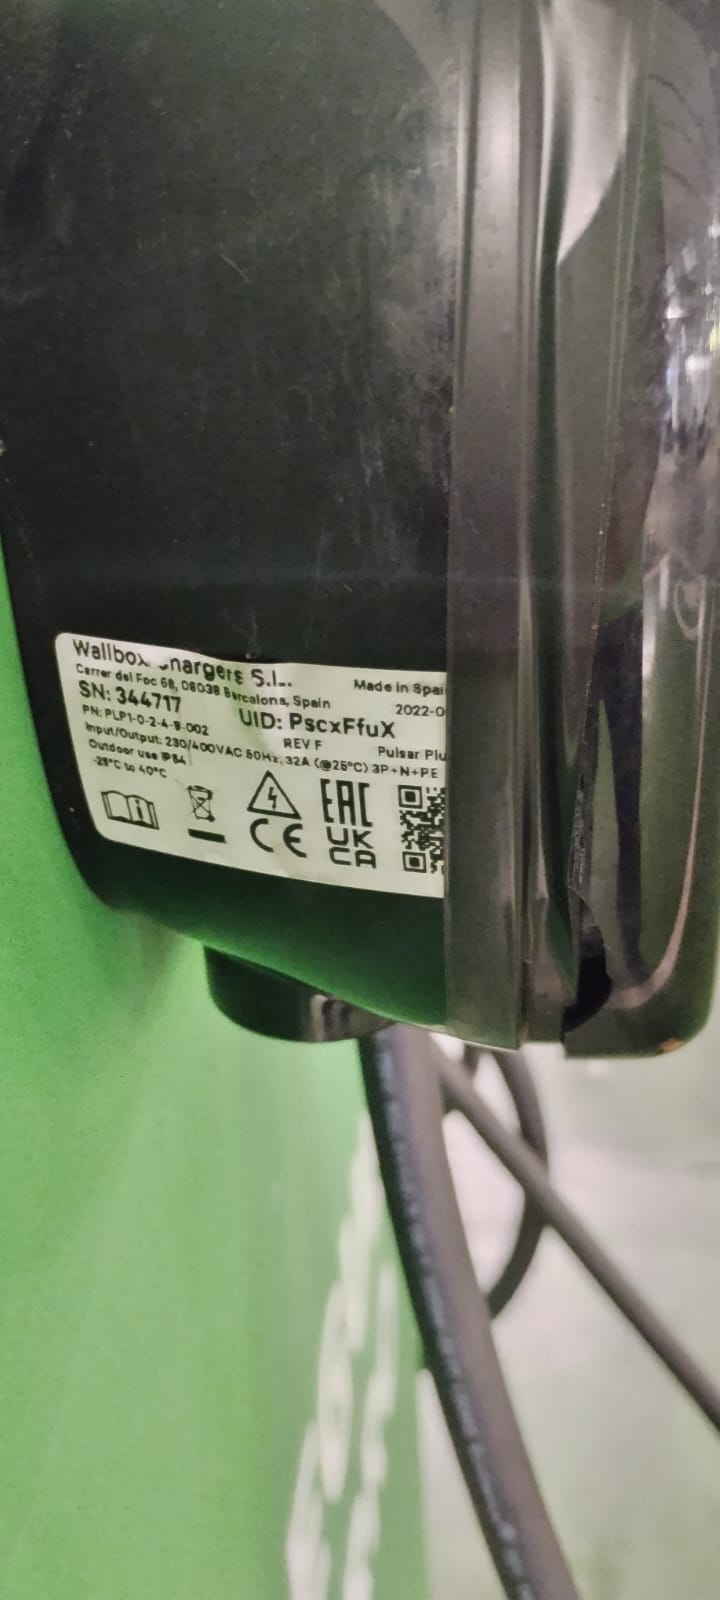 Wallbox Chargers S.L.
Carrer del Foc 68, 08038 Barcelona, Spain
Made in Spai
SN: 344717
UID: PscxFfuX
2022-0
PN: PLP1-0-2-4-9-002
REV F
Pulsar Plu
Input/Output: 230/400VAC 50Hz, 32A (@25°C) 3P+N+PE
Outdoor use IP54
-25°C to 40°C
CE
EAC
UK
CA